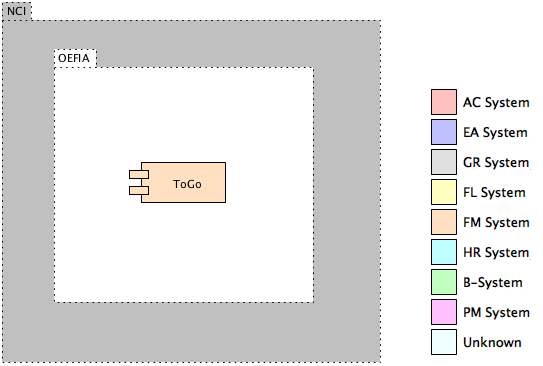 NCI
OEFIA
ToGo
AC System
EA System
GR System
FL System
FM System
HR System
B-System
PM System
Unknown